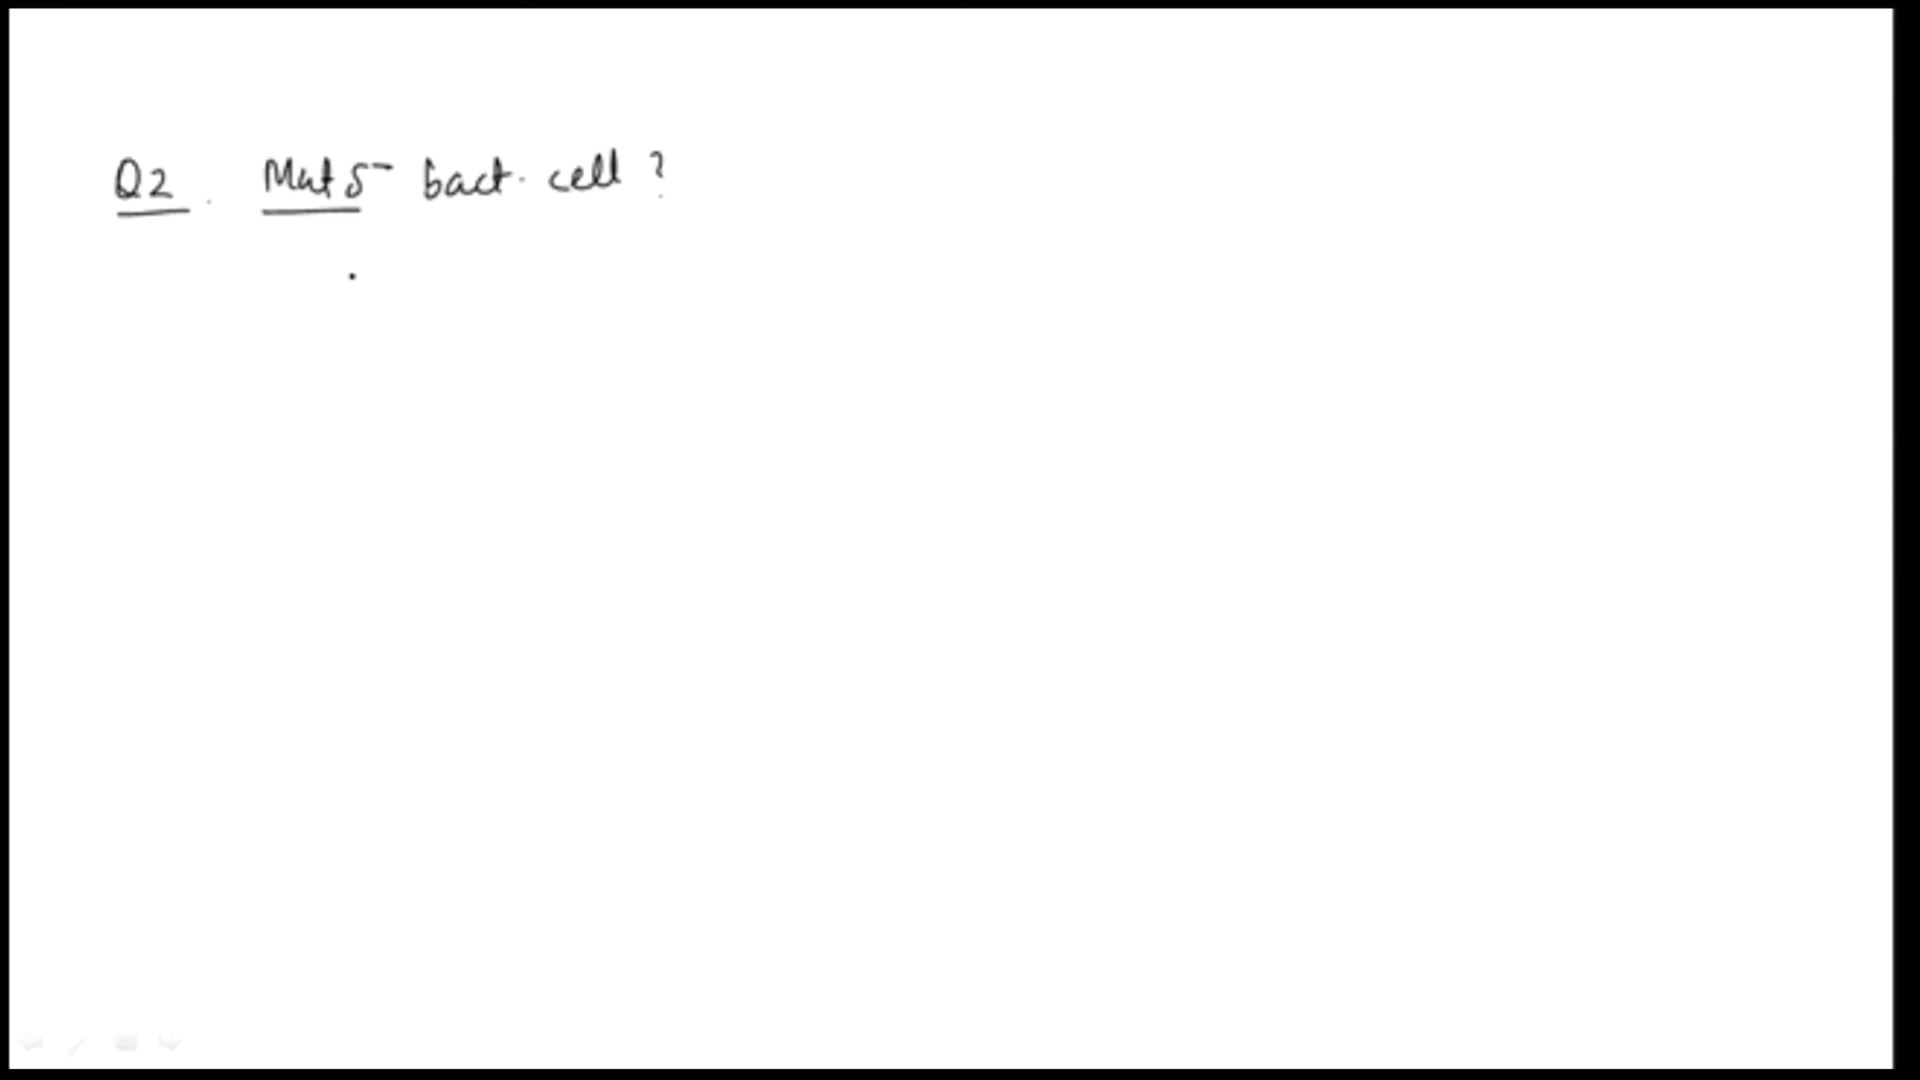 Q2. MutS⁻ bact. cell ?